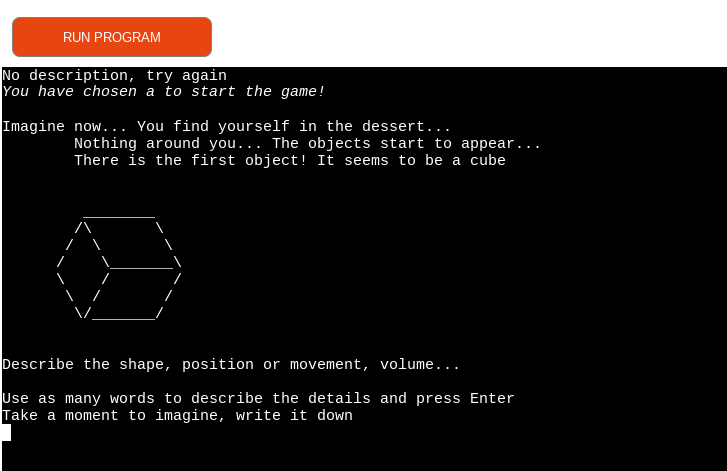 RUN PROGRAM
No description, try again
You have chosen a to start the game!
Imagine now... You find yourself in the dessert...
Nothing around you... The objects start to appear...
There is the first object! It seems to be a cube
Describe the shape, position or movement, volume...
Use as many words to describe the details and press Enter
Take a moment to imagine, write it down